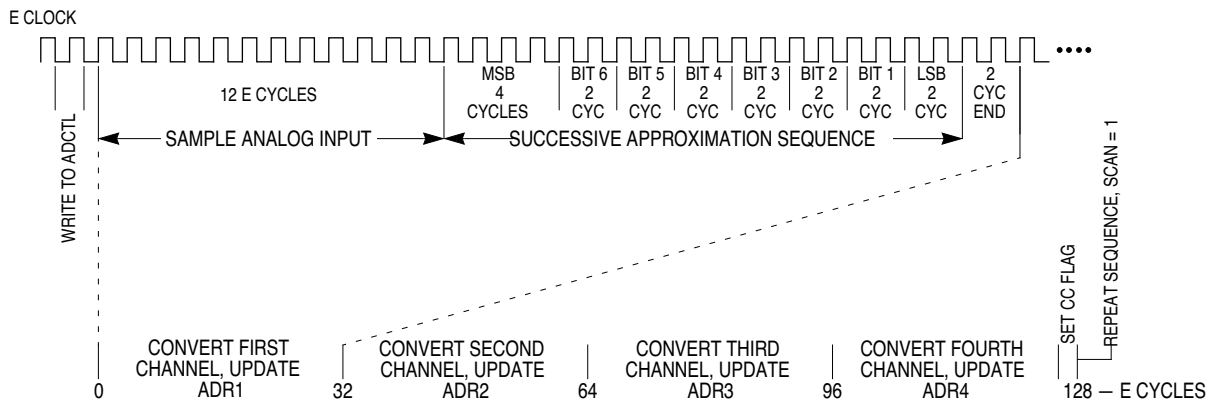 E CLOCK
12 E CYCLES
MSB
4
CYCLES
BIT 6
2
CYC
BIT 5
2
CYC
BIT 4
2
CYC
BIT 3
2
CYC
BIT 2
2
CYC
BIT 1
2
CYC
LSB
2
CYC
2
CYC
END
SAMPLE ANALOG INPUT
SUCCESSIVE APPROXIMATION SEQUENCE
WRITE TO ADCTL
SET CC FLAG
REPEAT SEQUENCE, SCAN = 1
CONVERT FIRST
CHANNEL, UPDATE
ADR1
CONVERT SECOND
CHANNEL, UPDATE
ADR2
CONVERT THIRD
CHANNEL, UPDATE
ADR3
CONVERT FOURTH
CHANNEL, UPDATE
ADR4
0
32
64
96
128 — E CYCLES